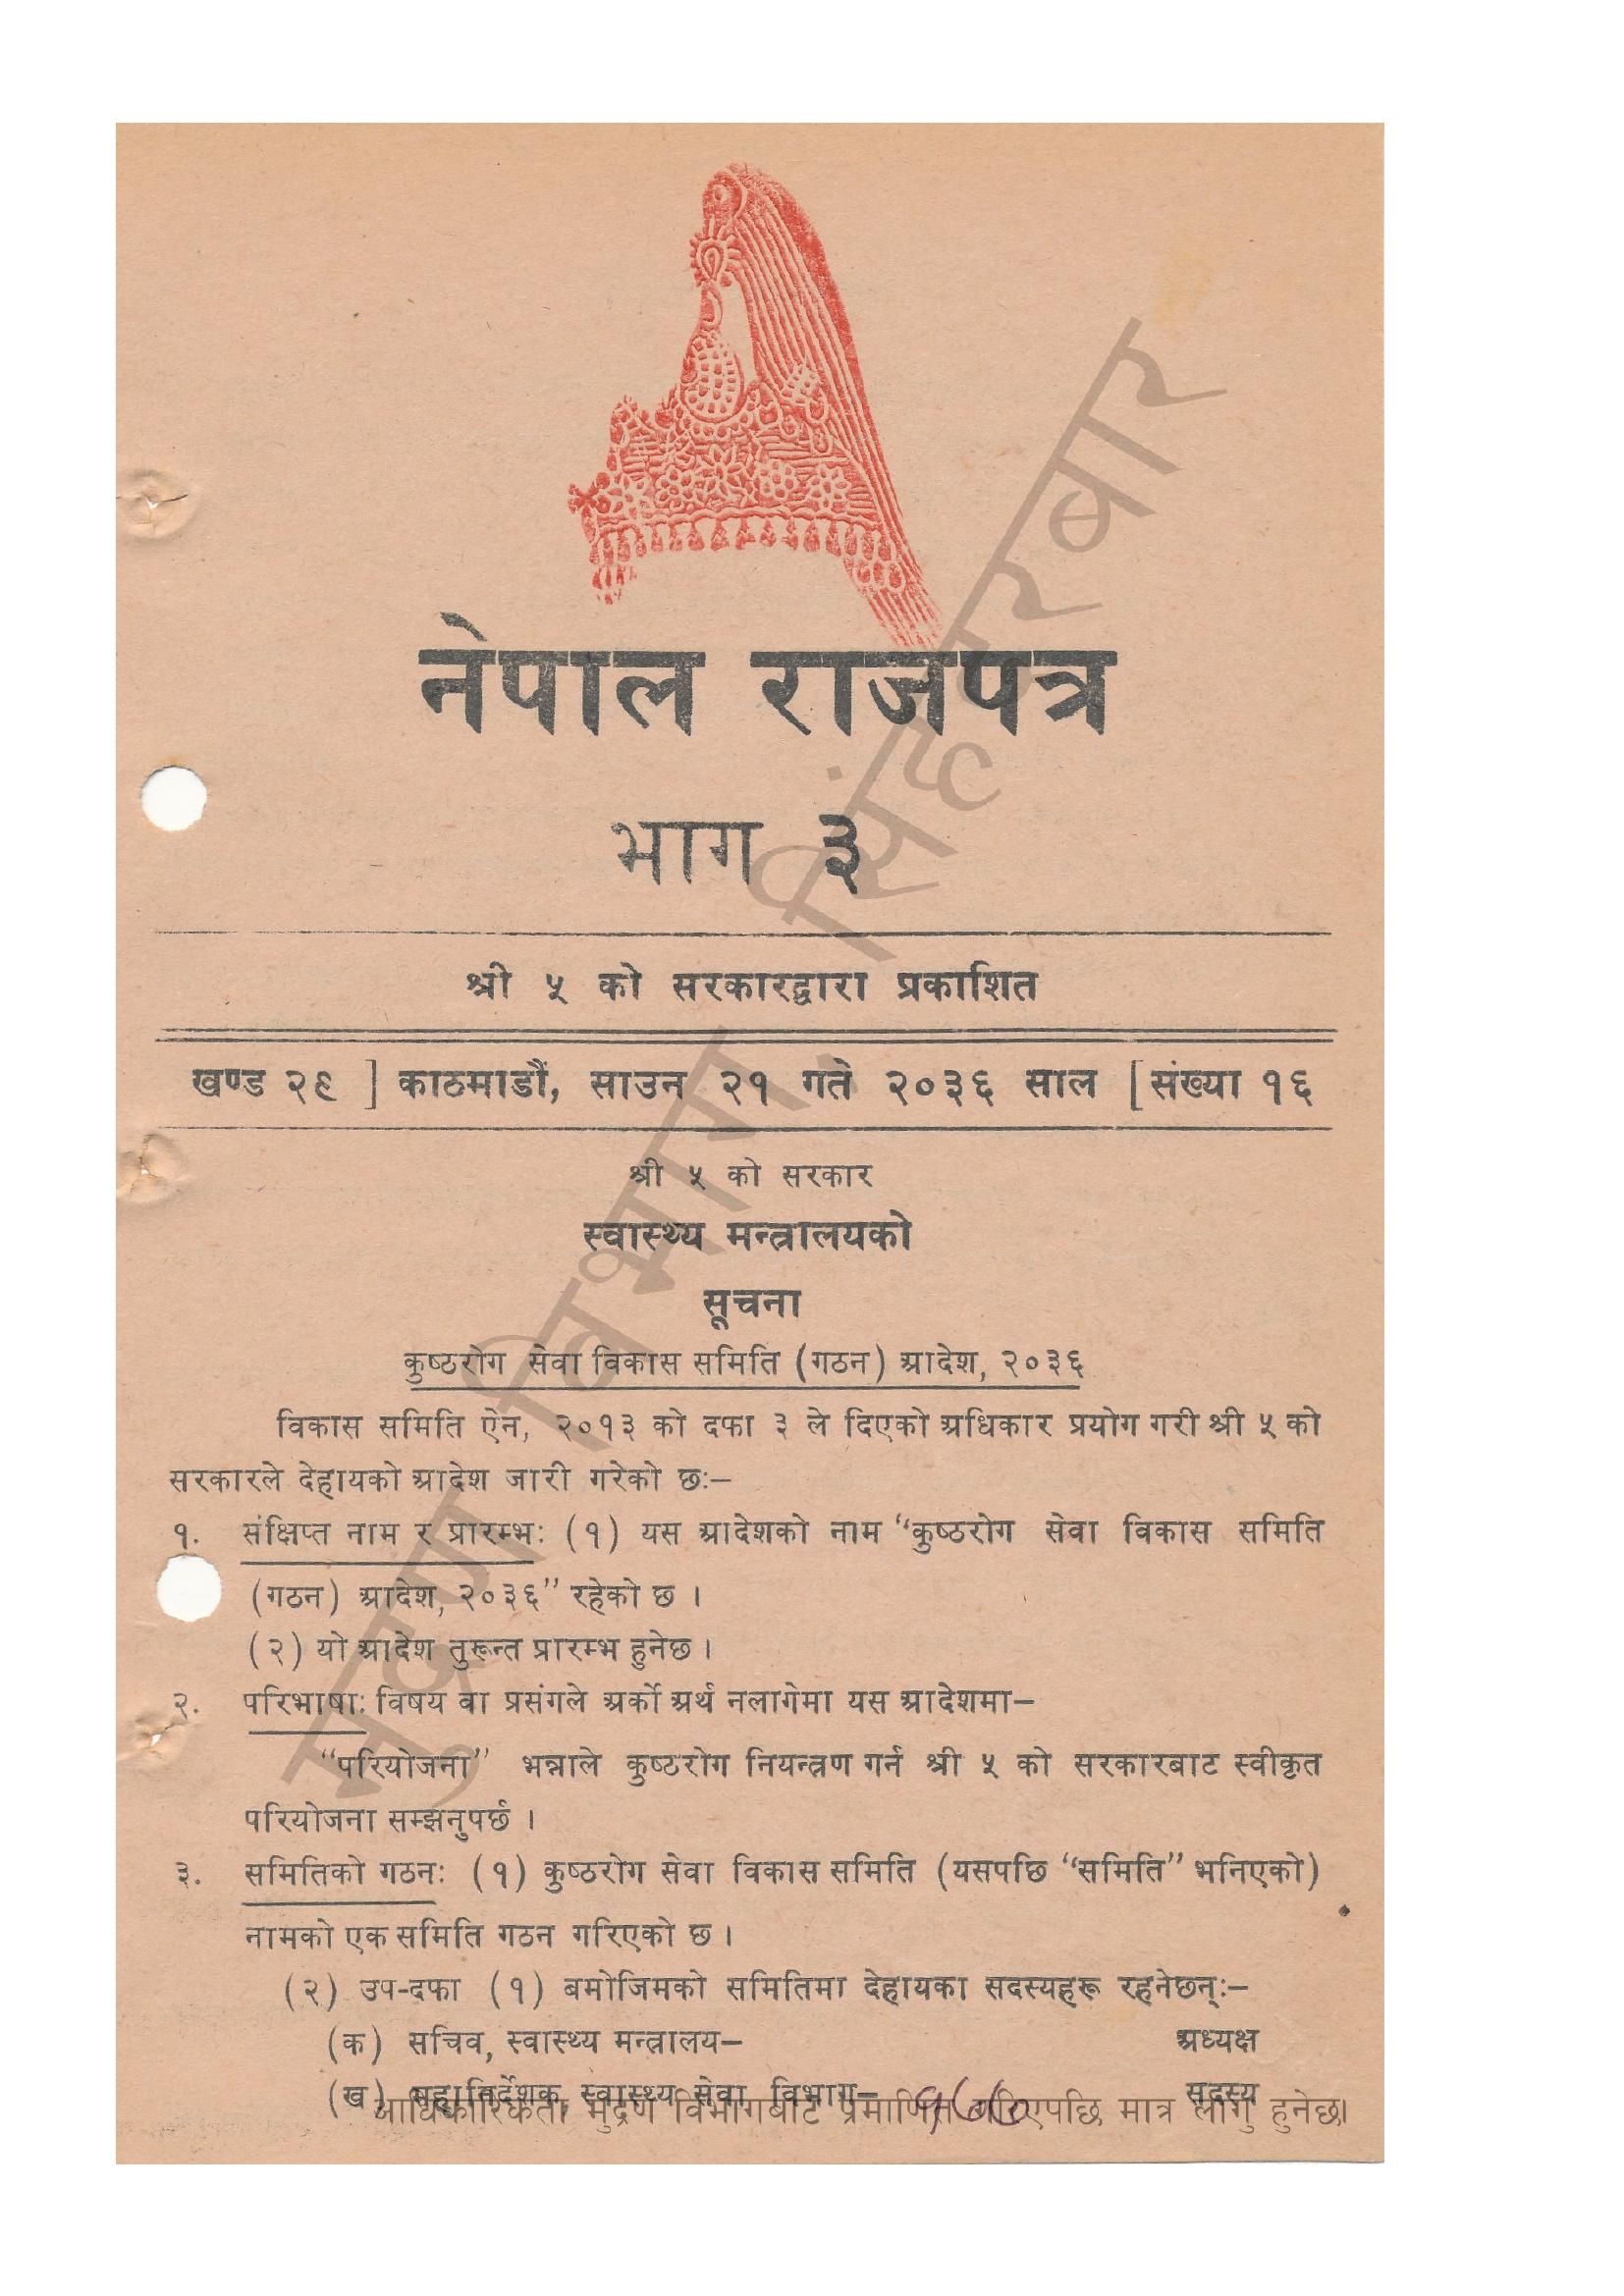 नेपाल राजपत्र
भाग ३
श्री ५ को सरकारद्वारा प्रकाशित
खण्ड २९ ] काठमाडौं, साउन २१ गते २०३६ साल [ संख्या १६
श्री ५ को सरकार
स्वास्थ्य मन्त्रालयको
सूचना
कुष्ठरोग सेवा विकास समिति (गठन) आदेश, २०३६
विकास समिति ऐन, २०१३ को दफा ३ ले दिएको अधिकार प्रयोग गरी श्री ५ को
सरकारले देहायको आदेश जारी गरेको छः–
१. संक्षिप्त नाम र प्रारम्भः (१) यस आदेशको नाम “कुष्ठरोग सेवा विकास समिति
(गठन) आदेश, २०३६” रहेको छ ।
(२) यो आदेश तुरून्त प्रारम्भ हुनेछ ।
२. परिभाषाः विषय वा प्रसंगले अर्को अर्थ नलागेमा यस आदेशमा–
“परियोजना” भन्नाले कुष्ठरोग नियन्त्रण गर्न श्री ५ को सरकारबाट स्वीकृत
परियोजना सम्झनुपर्छ ।
३. समितिको गठनः (१) कुष्ठरोग सेवा विकास समिति (यसपछि “समिति” भनिएको)
नामको एक समिति गठन गरिएको छ ।
(२) उप-दफा (१) बमोजिमको समितिमा देहायका सदस्यहरू रहनेछन्ः–
(क) सचिव, स्वास्थ्य मन्त्रालय– अध्यक्ष
(ख) महानिर्देशक, स्वास्थ्य सेवा विभाग– सदस्य
आधिकारिकता मुद्रण विभागबाट प्रमाणित गरिएपछि मात्र लागु हुनेछ।
मुद्रण विभाग, सिंहदरबार